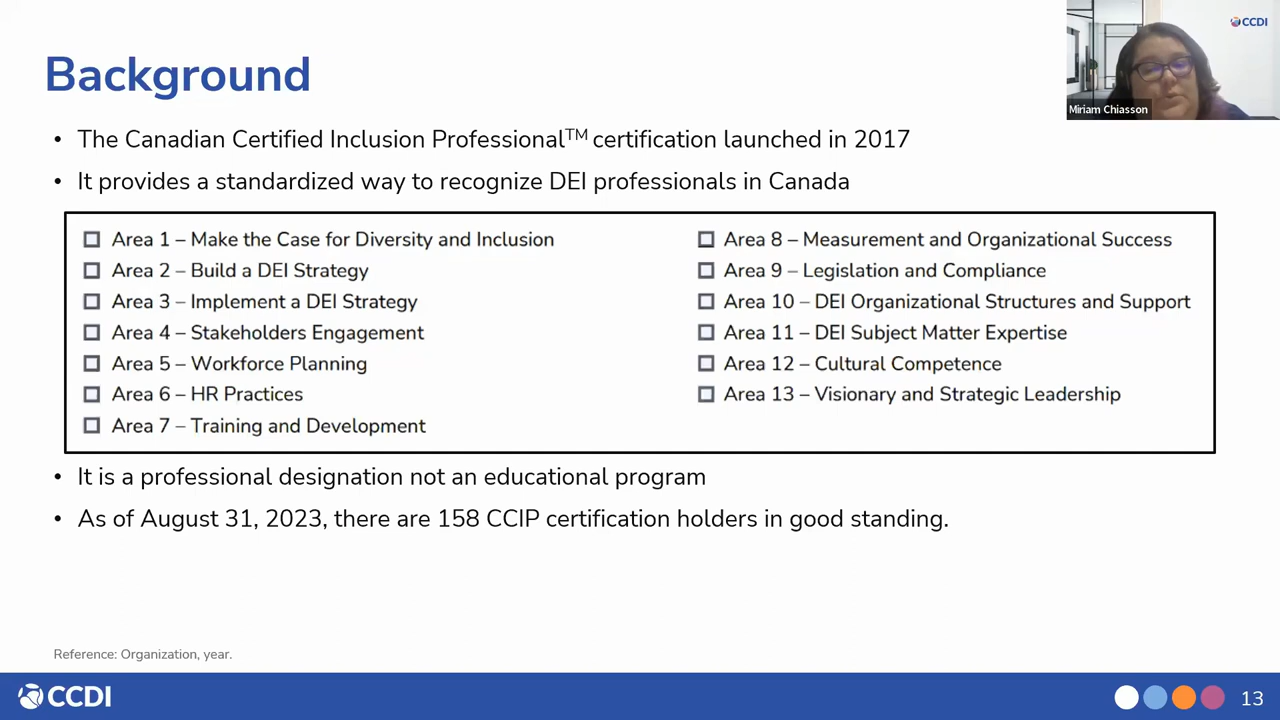 CCDI
Miriam Chiasson
Background
• The Canadian Certified Inclusion Professional™ certification launched in 2017
• It provides a standardized way to recognize DEI professionals in Canada
Area 1 – Make the Case for Diversity and Inclusion
Area 2 – Build a DEI Strategy
Area 3 – Implement a DEI Strategy
Area 4 – Stakeholders Engagement
Area 5 – Workforce Planning
Area 6 – HR Practices
Area 7 – Training and Development
Area 8 – Measurement and Organizational Success
Area 9 – Legislation and Compliance
Area 10 – DEI Organizational Structures and Support
Area 11 – DEI Subject Matter Expertise
Area 12 – Cultural Competence
Area 13 – Visionary and Strategic Leadership
• It is a professional designation not an educational program
• As of August 31, 2023, there are 158 CCIP certification holders in good standing.
Reference: Organization, year.
CCDI
13